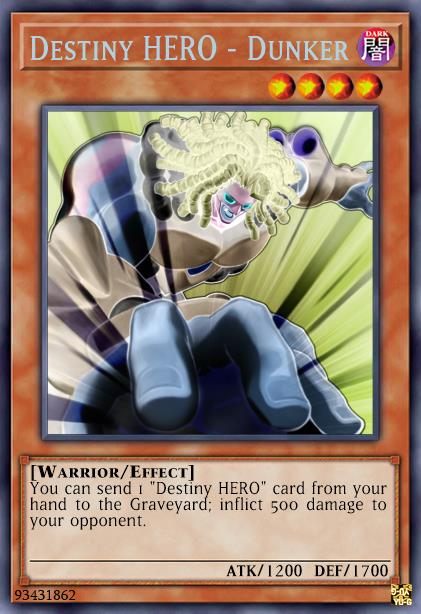 DESTINY HERO - DUNKER
DARK
闇
[WARRIOR/EFFECT]
You can send 1 "Destiny HERO" card from your
hand to the Graveyard; inflict 500 damage to
your opponent.
ATK/1200 DEF/1700
93431862